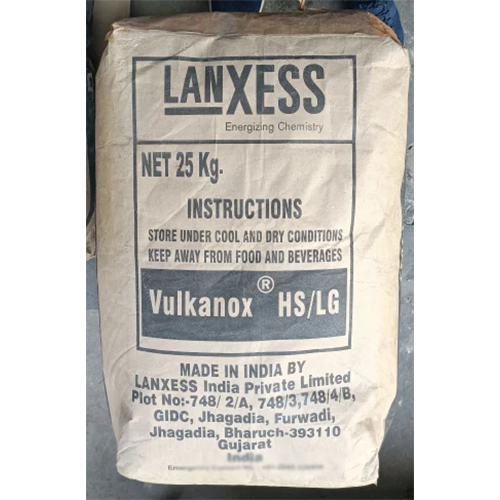 LANXESS
Energizing Chemistry
NET 25 Kg.
INSTRUCTIONS
STORE UNDER COOL AND DRY CONDITIONS
KEEP AWAY FROM FOOD AND BEVERAGES
Vulkanox ® HS/LG
MADE IN INDIA BY
LANXESS India Private Limited
Plot No:-748/ 2/A, 748/3,748/4/B,
GIDC, Jhagadia, Furwadi,
Jhagadia, Bharuch-393110
Gujarat
India